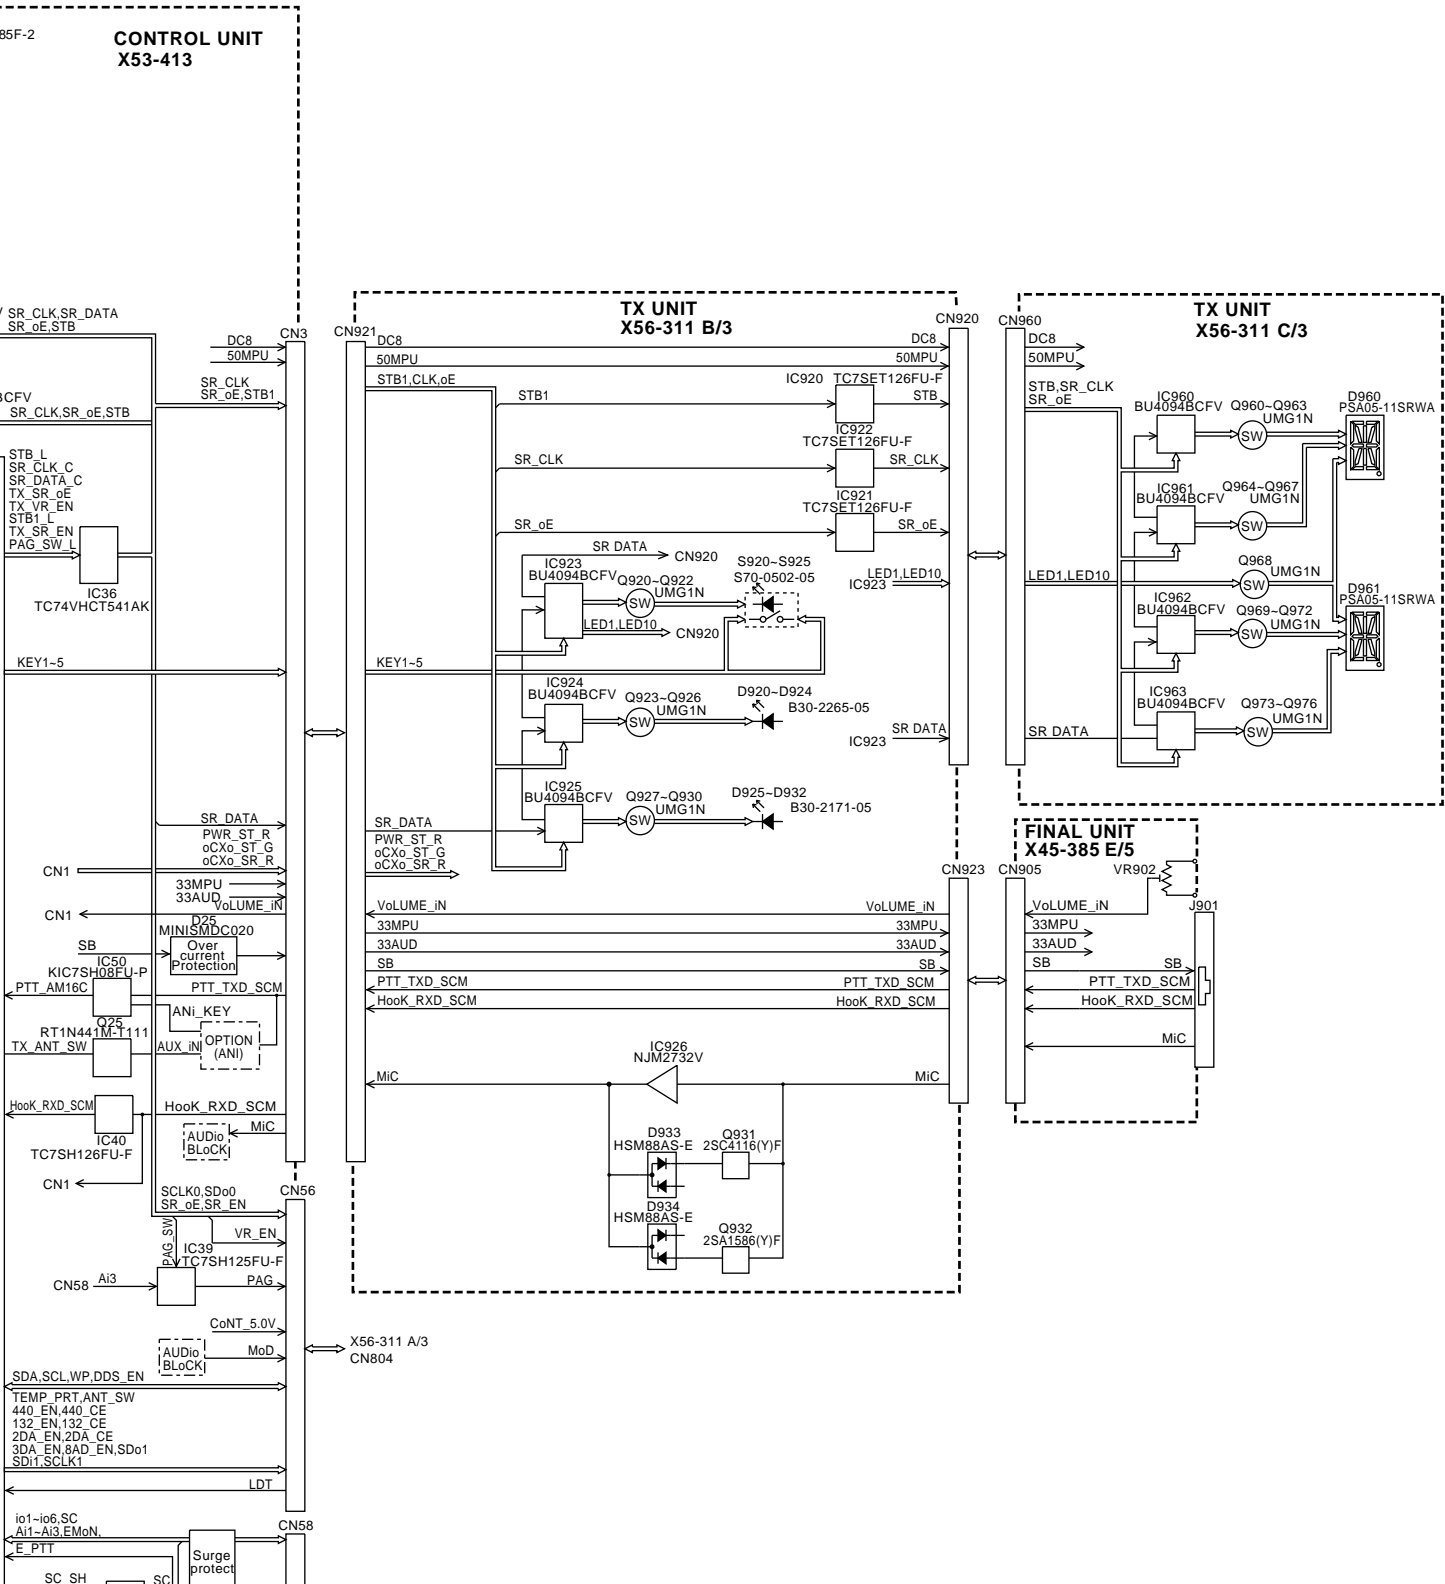 85F-2
CONTROL UNIT
X53-413
SR_CLK,SR_DATA
SR_oE,STB
DC8
50MPU
CN3
BCFV
SR_CLK
SR_oE,STB1
SR_CLK,SR_oE,STB
STB_L
SR_CLK_C
SR_DATA_C
TX_SR_oE
TX_VR_EN
STB1_L
TX_SR_EN
PAG_SW_L
IC36
TC74VHCT541AK
KEY1~5
SR_DATA
PWR_ST_R
oCXo_ST_G
oCXo_SR_R
CN1
33MPU
33AUD
VoLUME_iN
CN1
D25
MINISMDC020
SB
Over
current
Protection
IC50
KIC7SH08FU-P
PTT_AM16C
PTT_TXD_SCM
ANi_KEY
Q25
RT1N441M-T111
TX_ANT_SW
AUX_iN
OPTION
(ANI)
HooK_RXD_SCM
HooK_RXD_SCM
IC40
TC7SH126FU-F
AUDio
BLoCK
MiC
CN1
CN56
SCLK0,SDo0
SR_oE,SR_EN
PAG_SW
VR_EN
IC39
TC7SH125FU-F
CN58
Ai3
PAG
CoNT_5.0V
AUDio
BLoCK
MoD
X56-311 A/3
CN804
SDA,SCL,WP,DDS_EN
TEMP_PRT,ANT_SW
440_EN,440_CE
132_EN,132_CE
2DA_EN,2DA_CE
3DA_EN,8AD_EN,SDo1
SDi1,SCLK1
LDT
CN58
io1~io6,SC
Ai1~Ai3,EMoN,
E_PTT
Surge
protect
SC_SH
SC
TX UNIT
X56-311 B/3
CN921
CN920
DC8
DC8
50MPU
50MPU
STB1,CLK,oE
IC920 TC7SET126FU-F
STB1
STB
IC922
TC7SET126FU-F
SR_CLK
SR_CLK
IC921
TC7SET126FU-F
SR_oE
SR_oE
SR DATA
CN920
IC923
BU4094BCFV
Q920~Q922
UMG1N
SW
S920~S925
S70-0502-05
LED1,LED10
IC923
LED1,LED10
CN920
KEY1~5
IC924
BU4094BCFV
Q923~Q926
UMG1N
SW
D920~D924
B30-2265-05
SR DATA
IC923
IC925
BU4094BCFV
Q927~Q930
UMG1N
SW
D925~D932
B30-2171-05
SR_DATA
PWR_ST_R
oCXo_ST_G
oCXo_SR_R
CN923
VoLUME_iN
VoLUME_iN
33MPU
33MPU
33AUD
33AUD
SB
SB
PTT_TXD_SCM
PTT_TXD_SCM
HooK_RXD_SCM
HooK_RXD_SCM
IC926
NJM2732V
MiC
MiC
D933
HSM88AS-E
Q931
2SC4116(Y)F
D934
HSM88AS-E
Q932
2SA1586(Y)F
TX UNIT
X56-311 C/3
CN960
DC8
50MPU
STB,SR_CLK
SR_oE
IC960
BU4094BCFV
Q960~Q963
UMG1N
SW
D960
PSA05-11SRWA
IC961
BU4094BCFV
Q964~Q967
UMG1N
SW
LED1,LED10
Q968
UMG1N
SW
D961
PSA05-11SRWA
IC962
BU4094BCFV
Q969~Q972
UMG1N
SW
IC963
BU4094BCFV
Q973~Q976
UMG1N
SW
SR DATA
FINAL UNIT
X45-385 E/5
CN905
VR902
J901
VoLUME_iN
33MPU
33AUD
SB
SB
PTT_TXD_SCM
HooK_RXD_SCM
MiC